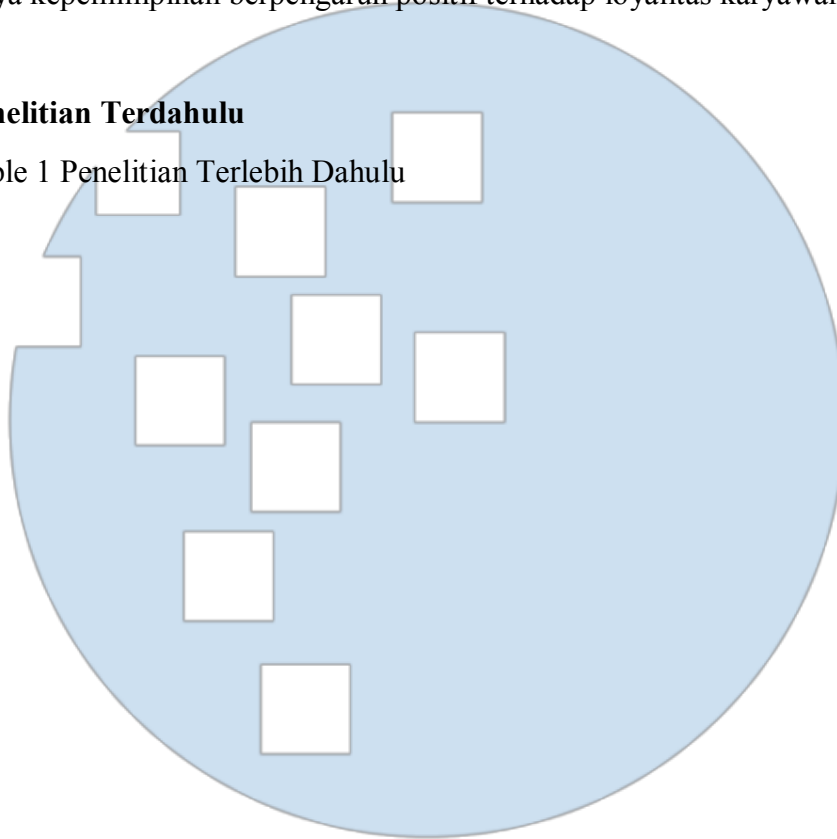 ya kepemimpinan berpengaruh positif terhadap loyalitas karyawan
nelitian Terdahulu
ble 1 Penelitian Terlebih Dahulu